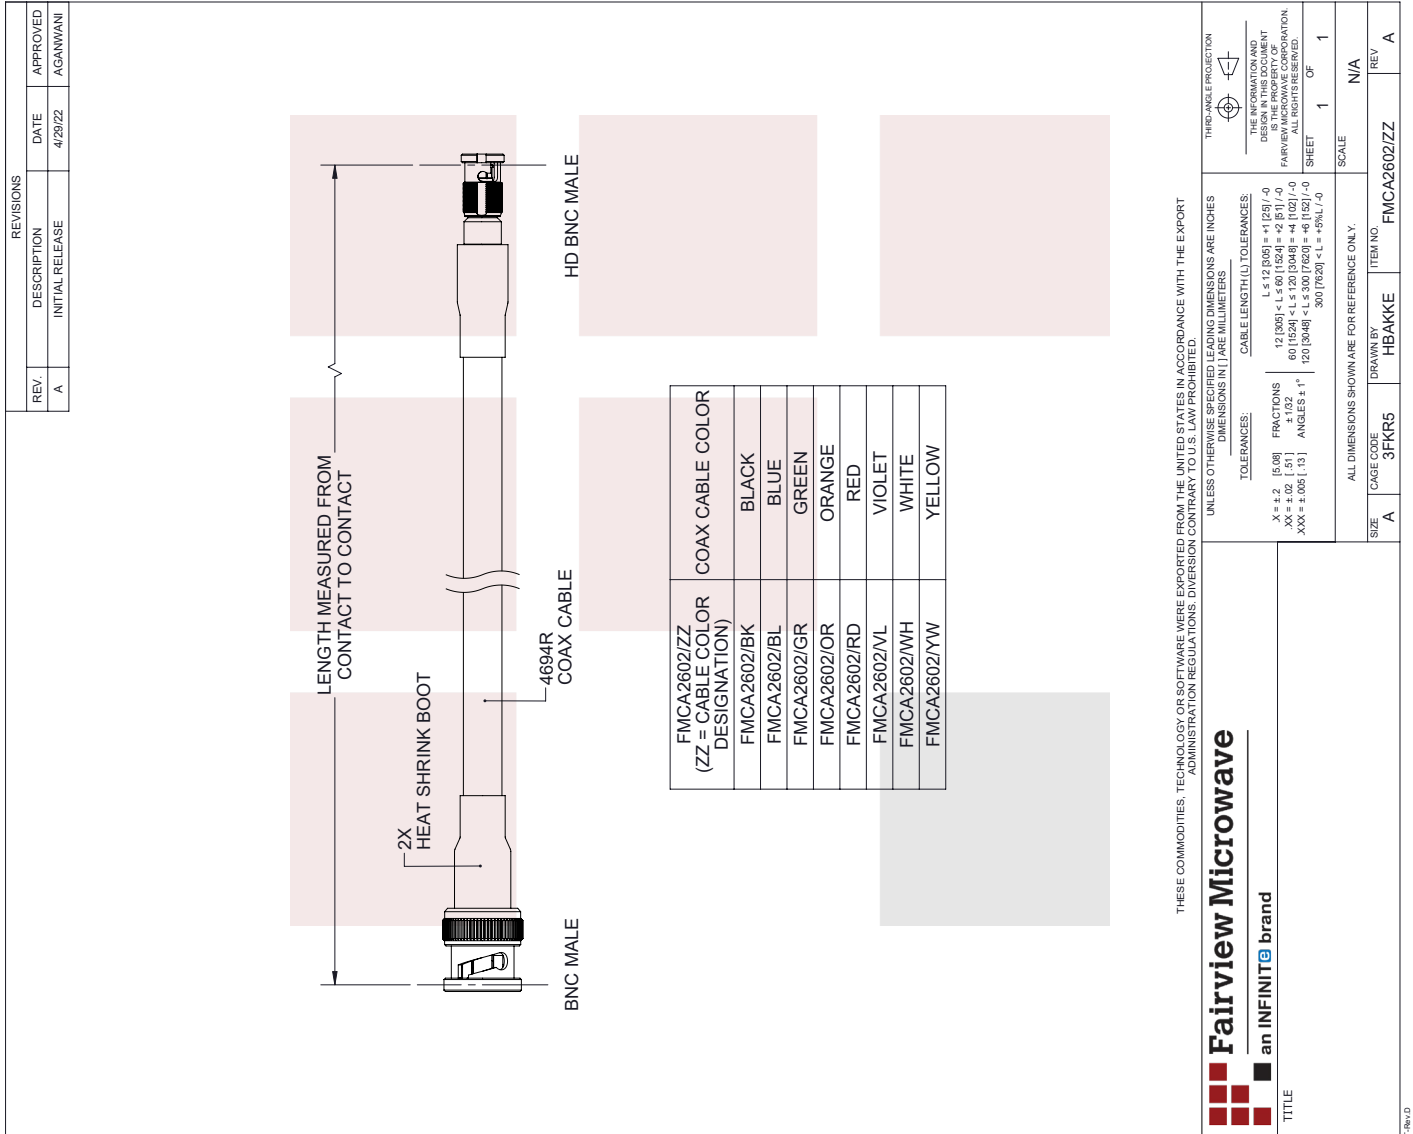 REVISIONS
REV. DESCRIPTION DATE APPROVED
A INITIAL RELEASE 4/29/22 AGANWANI
LENGTH MEASURED FROM
CONTACT TO CONTACT
2X
HEAT SHRINK BOOT
4694R
COAX CABLE
BNC MALE
HD BNC MALE
FMCA2602/ZZ
(ZZ = CABLE COLOR
DESIGNATION)
COAX CABLE COLOR
FMCA2602/BK BLACK
FMCA2602/BL BLUE
FMCA2602/GR GREEN
FMCA2602/OR ORANGE
FMCA2602/RD RED
FMCA2602/VL VIOLET
FMCA2602/WH WHITE
FMCA2602/YW YELLOW
THESE COMMODITIES, TECHNOLOGY OR SOFTWARE WERE EXPORTED FROM THE UNITED STATES IN ACCORDANCE WITH THE EXPORT
ADMINISTRATION REGULATIONS. DIVERSION CONTRARY TO U.S. LAW PROHIBITED.
Fairview Microwave
an INFINITe brand
TITLE
UNLESS OTHERWISE SPECIFIED LEADING DIMENSIONS ARE INCHES
DIMENSIONS IN [ ] ARE MILLIMETERS
TOLERANCES:
.X = ±.2 [5.08]
.XX = ±.02 [.51]
.XXX = ±.005 [.13]
FRACTIONS
± 1/32
ANGLES ± 1°
CABLE LENGTH (L) TOLERANCES:
L ≤ 12 [305] = +1 [25] / -0
12 [305] < L ≤ 60 [1524] = +2 [51] / -0
60 [1524] < L ≤ 120 [3048] = +4 [102] / -0
120 [3048] < L ≤ 300 [7620] = +6 [152] / -0
300 [7620] < L = +5%L / -0
THIRD-ANGLE PROJECTION
THE INFORMATION AND
DESIGN IN THIS DOCUMENT
IS THE PROPERTY OF
FAIRVIEW MICROWAVE CORPORATION.
ALL RIGHTS RESERVED.
SHEET 1 OF 1
ALL DIMENSIONS SHOWN ARE FOR REFERENCE ONLY.
SCALE N/A
SIZE A
CAGE CODE 3FKR5
DRAWN BY HBAKKE
ITEM NO. FMCA2602/ZZ
REV A
-Rev.D